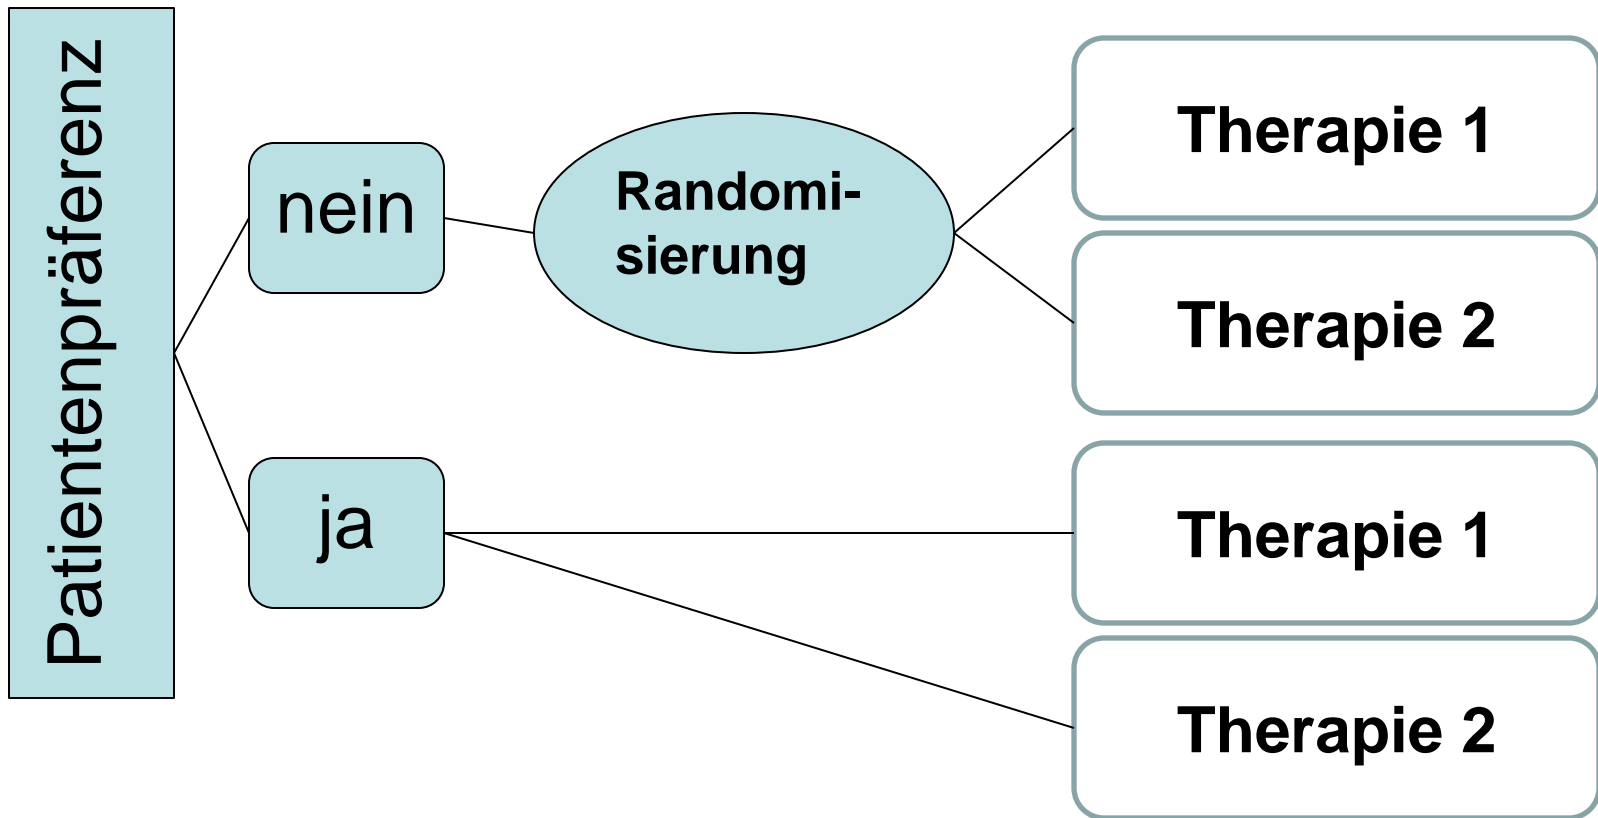 Patientenpräferenz
nein
Randomi-
sierung
Therapie 1
Therapie 2
ja
Therapie 1
Therapie 2